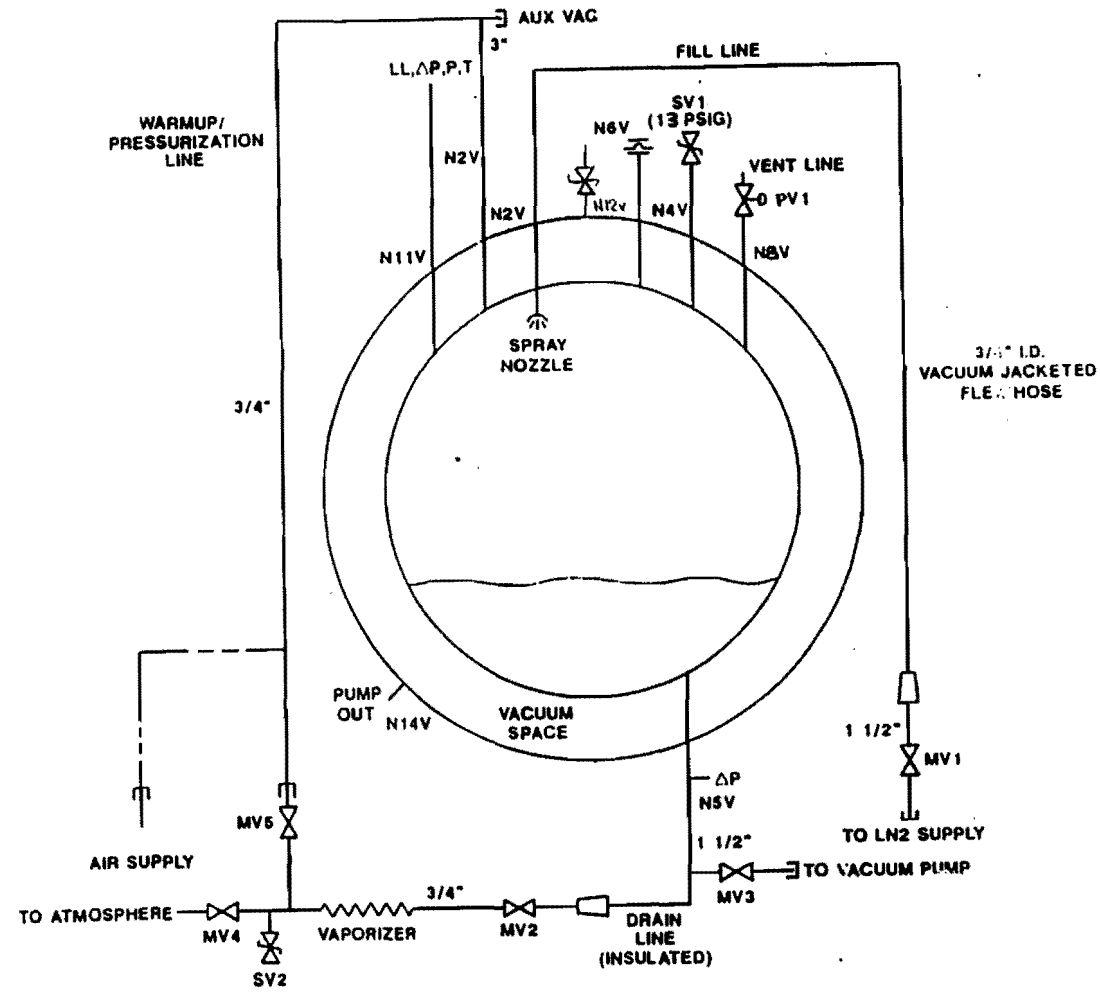 AUX VAC
3"
FILL LINE
LL,ΔP,P,T
SV1
(13 PSIG)
WARMUP/
PRESSURIZATION
LINE
N6V
N2V
VENT LINE
PV1
N12V
N2V
N4V
N8V
N11V
SPRAY
NOZZLE
I.D.
VACUUM JACKETED
HOSE
3/4"
PUMP
OUT
N14V
VACUUM
SPACE
1 1/2"
MV1
ΔP
N5V
MV5
TO LN2 SUPPLY
1 1/2"
AIR SUPPLY
TO VACUUM PUMP
MV3
3/4"
TO ATMOSPHERE
MV4
VAPORIZER
MV2
DRAIN
LINE
(INSULATED)
SV2